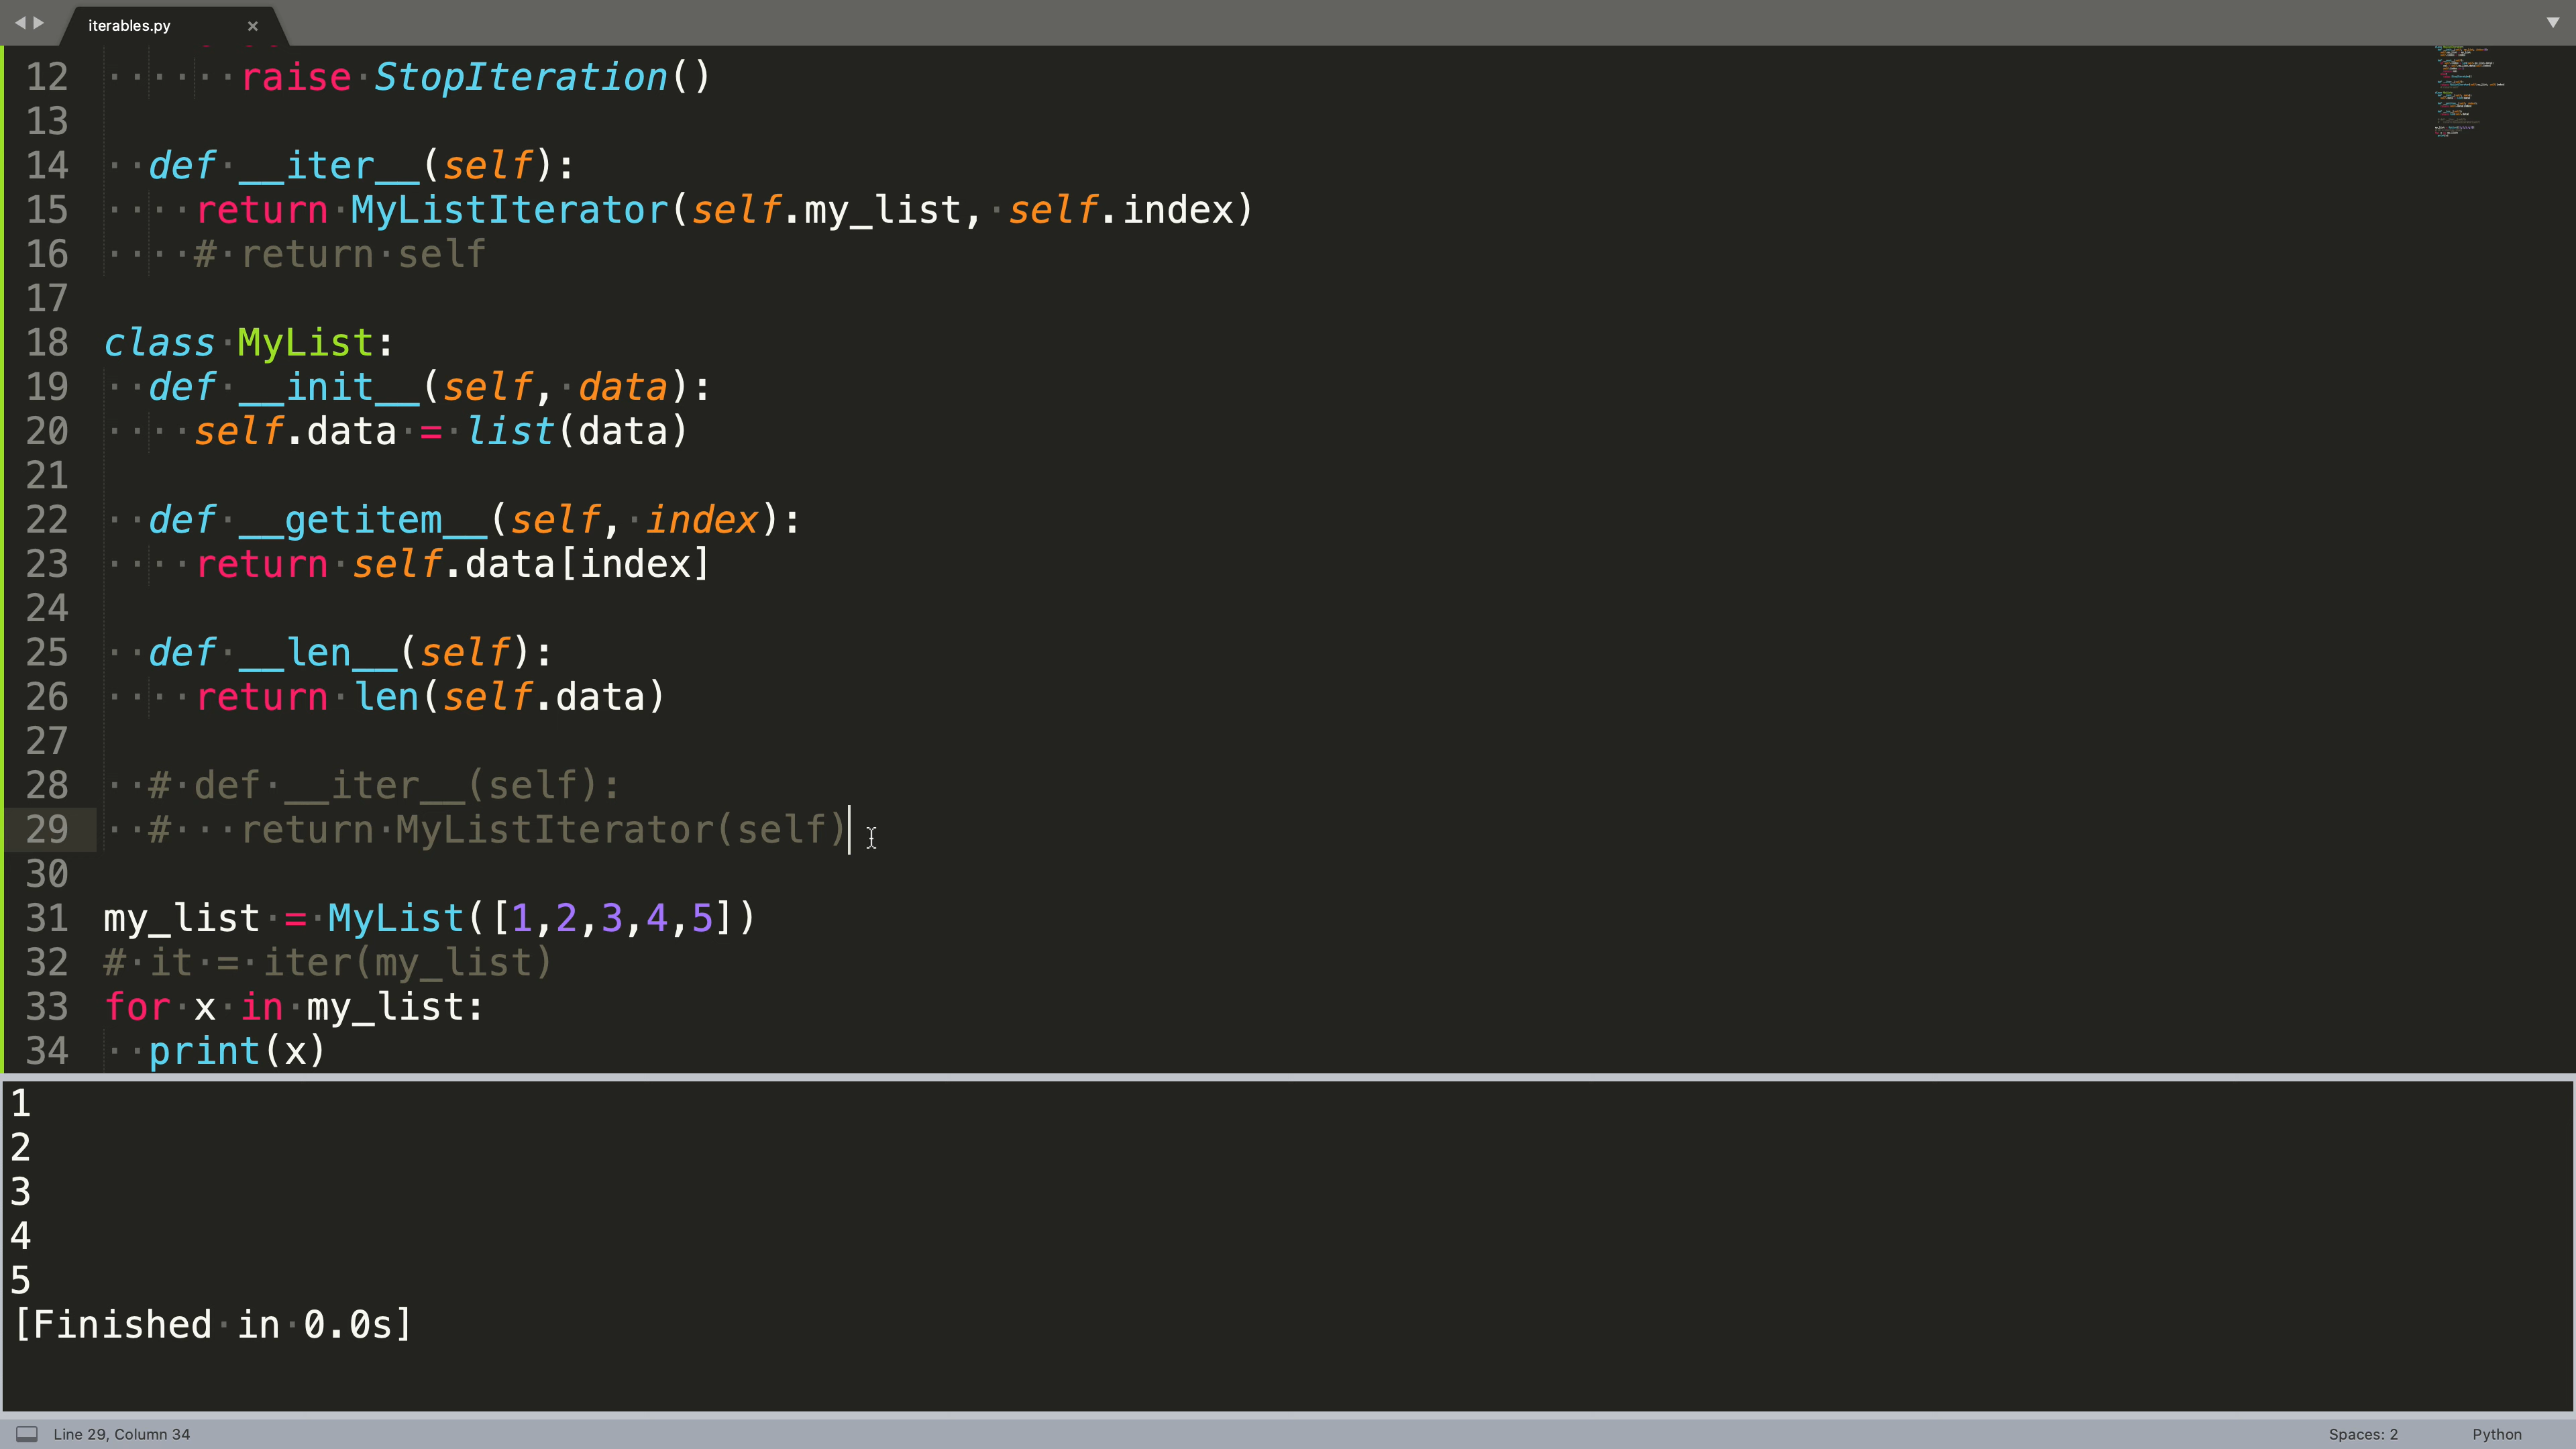 iterables.py ×
12 raise StopIteration()
13
14 def __iter__(self):
15 return MyListIterator(self.my_list, self.index)
16 # return self
17
18 class MyList:
19 def __init__(self, data):
20 self.data = list(data)
21
22 def __getitem__(self, index):
23 return self.data[index]
24
25 def __len__(self):
26 return len(self.data)
27
28 # def __iter__(self):
29 #   return MyListIterator(self)
30
31 my_list = MyList([1,2,3,4,5])
32 # it = iter(my_list)
33 for x in my_list:
34 print(x)
1
2
3
4
5
[Finished in 0.0s]
Line 29, Column 34 Spaces: 2 Python